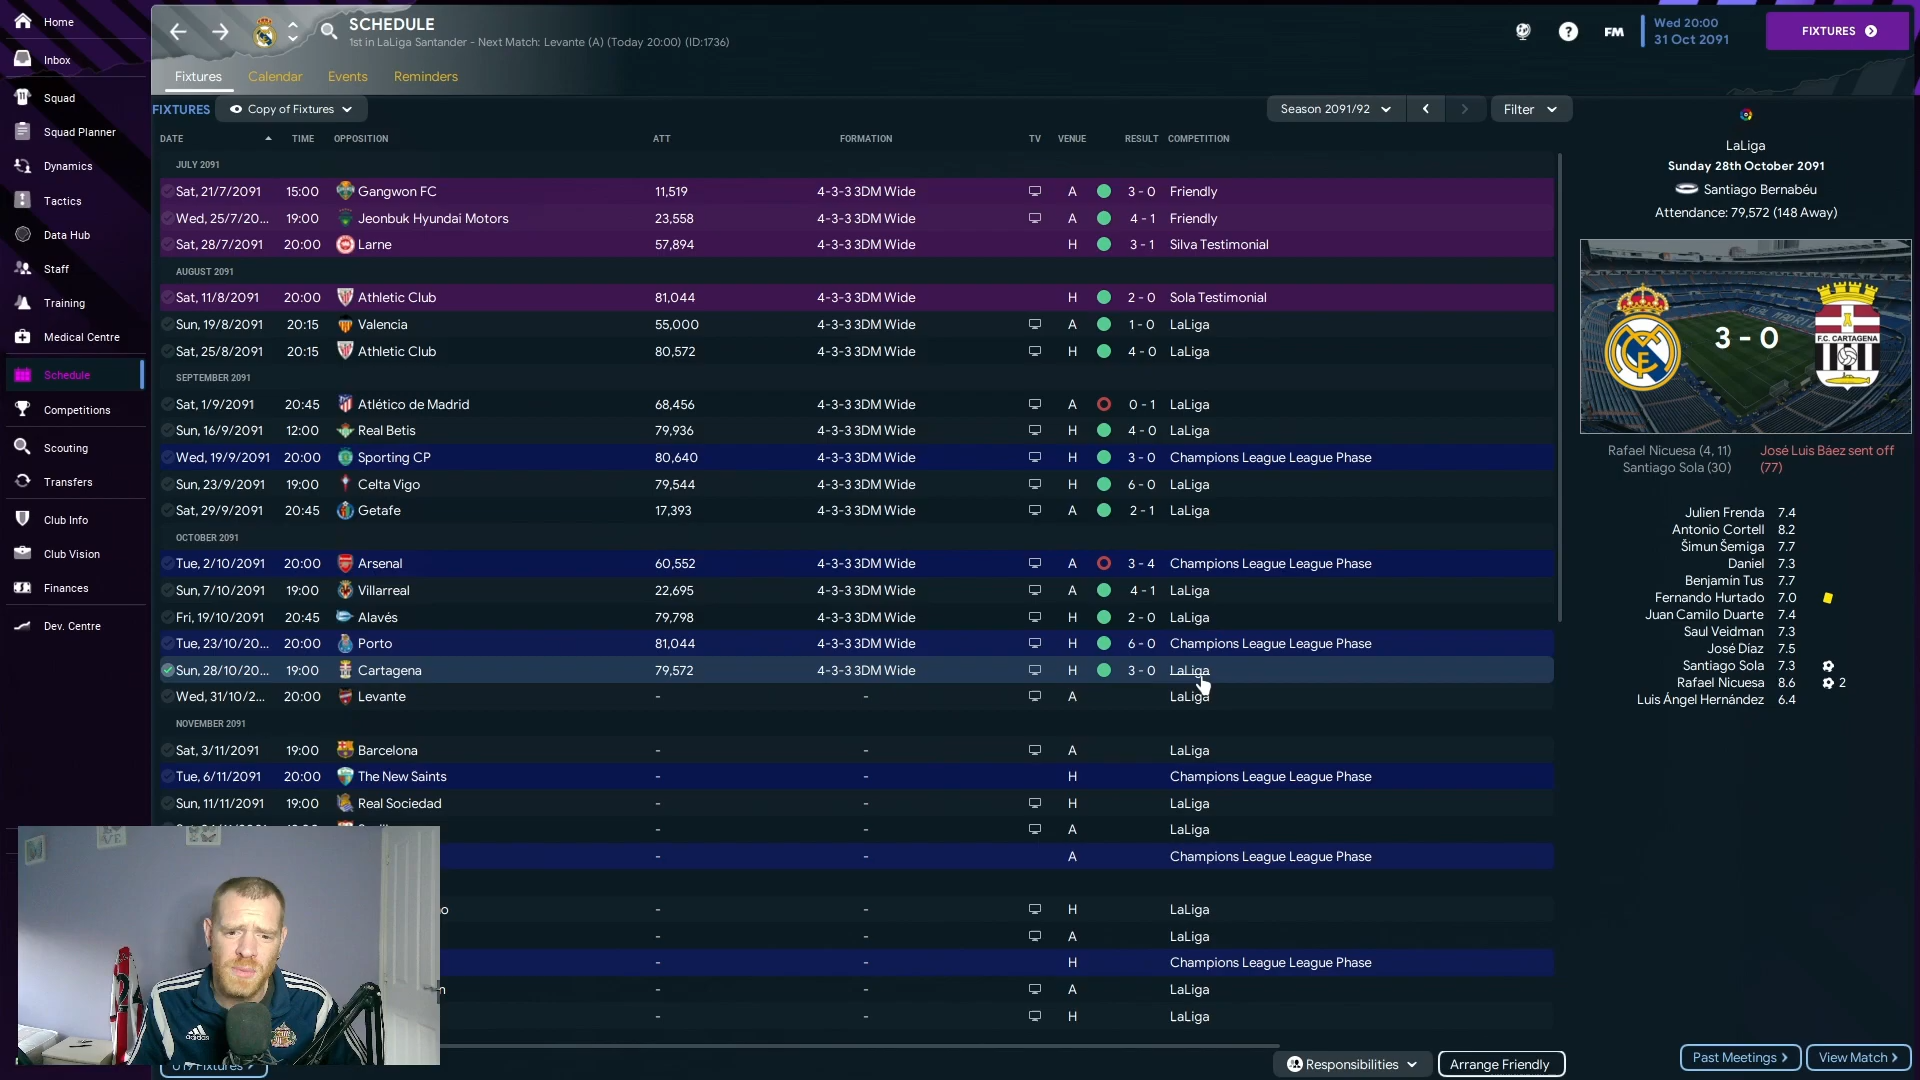 Home
Inbox
Squad
Squad Planner
Dynamics
Tactics
Data Hub
Staff
Training
Medical Centre
Schedule
Competitions
Scouting
Transfers
Club Info
Club Vision
Finances
Dev. Centre
SCHEDULE
1st in LaLiga Santander - Next Match: Levante (A) (Today 20:00) (ID:1736)
FM
Wed 20:00
31 Oct 2091
FIXTURES
Fixtures Calendar Events Reminders
FIXTURES Copy of Fixtures Season 2091/92 Filter
DATE TIME OPPOSITION ATT FORMATION TV VENUE RESULT COMPETITION
JULY 2091
Sat, 21/7/2091 15:00 Gangwon FC 11,519 4-3-3 3DM Wide A 3 - 0 Friendly
Wed, 25/7/20... 19:00 Jeonbuk Hyundai Motors 23,558 4-3-3 3DM Wide A 4 - 1 Friendly
Sat, 28/7/2091 20:00 Larne 57,894 4-3-3 3DM Wide H 3 - 1 Silva Testimonial
AUGUST 2091
Sat, 11/8/2091 20:00 Athletic Club 81,044 4-3-3 3DM Wide H 2 - 0 Sola Testimonial
Sun, 19/8/2091 20:15 Valencia 55,000 4-3-3 3DM Wide A 1 - 0 LaLiga
Sat, 25/8/2091 20:15 Athletic Club 80,572 4-3-3 3DM Wide H 4 - 0 LaLiga
SEPTEMBER 2091
Sat, 1/9/2091 20:45 Atlético de Madrid 68,456 4-3-3 3DM Wide A 0 - 1 LaLiga
Sun, 16/9/2091 12:00 Real Betis 79,936 4-3-3 3DM Wide H 4 - 0 LaLiga
Wed, 19/9/2091 20:00 Sporting CP 80,640 4-3-3 3DM Wide H 3 - 0 Champions League League Phase
Sun, 23/9/2091 19:00 Celta Vigo 79,544 4-3-3 3DM Wide H 6 - 0 LaLiga
Sat, 29/9/2091 20:45 Getafe 17,393 4-3-3 3DM Wide A 2 - 1 LaLiga
OCTOBER 2091
Tue, 2/10/2091 20:00 Arsenal 60,552 4-3-3 3DM Wide A 3 - 4 Champions League League Phase
Sun, 7/10/2091 19:00 Villarreal 22,695 4-3-3 3DM Wide A 4 - 1 LaLiga
Fri, 19/10/2091 20:45 Alavés 79,798 4-3-3 3DM Wide H 2 - 0 LaLiga
Tue, 23/10/20... 20:00 Porto 81,044 4-3-3 3DM Wide H 6 - 0 Champions League League Phase
Sun, 28/10/20... 19:00 Cartagena 79,572 4-3-3 3DM Wide H 3 - 0 LaLiga
Wed, 31/10/2... 20:00 Levante - - A LaLiga
NOVEMBER 2091
Sat, 3/11/2091 19:00 Barcelona - - A LaLiga
Tue, 6/11/2091 20:00 The New Saints - - H Champions League League Phase
Sun, 11/11/2091 19:00 Real Sociedad - - H LaLiga
- - A LaLiga
- - A Champions League League Phase
o - - H LaLiga
- - A LaLiga
- - H Champions League League Phase
n - - A LaLiga
- - H LaLiga
U19 Fixtures
Responsibilities Arrange Friendly
LaLiga
Sunday 28th October 2091
Santiago Bernabéu
Attendance: 79,572 (148 Away)
3 - 0
F.C. CARTAGENA
Rafael Nicuesa (4, 11)
Santiago Sola (30)
José Luis Báez sent off
(77)
Julien Frenda 7.4
Antonio Cortell 8.2
Šimun Šemiga 7.7
Daniel 7.3
Benjamín Tus 7.7
Fernando Hurtado 7.0
Juan Camilo Duarte 7.4
Saul Veidman 7.3
José Díaz 7.5
Santiago Sola 7.3
Rafael Nicuesa 8.6 2
Luis Ángel Hernández 6.4
Past Meetings View Match
adidas